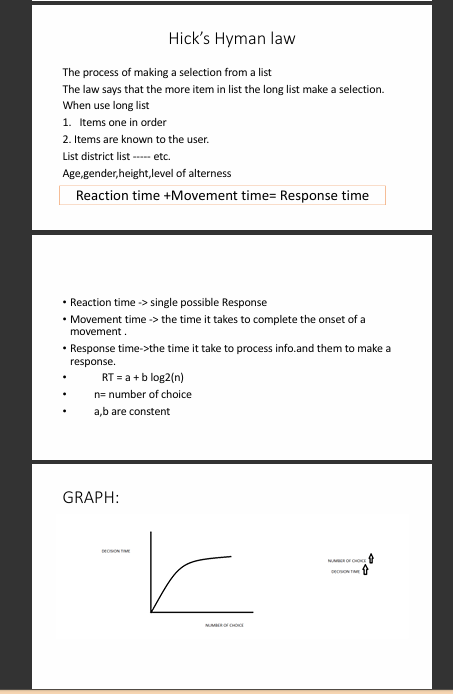 Hick's Hyman law
The process of making a selection from a list
The law says that the more item in list the long list make a selection.
When use long list
1. Items one in order
2. Items are known to the user.
List district list ----- etc.
Age,gender,height,level of alterness
Reaction time +Movement time= Response time
• Reaction time -> single possible Response
• Movement time -> the time it takes to complete the onset of a
movement .
• Response time->the time it take to process info.and them to make a
response.
• RT = a + b log2(n)
• n= number of choice
• a,b are constent
GRAPH:
DECISION TIME
NUMBER OF CHOICE
NUMBER OF CHOICE
DECISION TIME